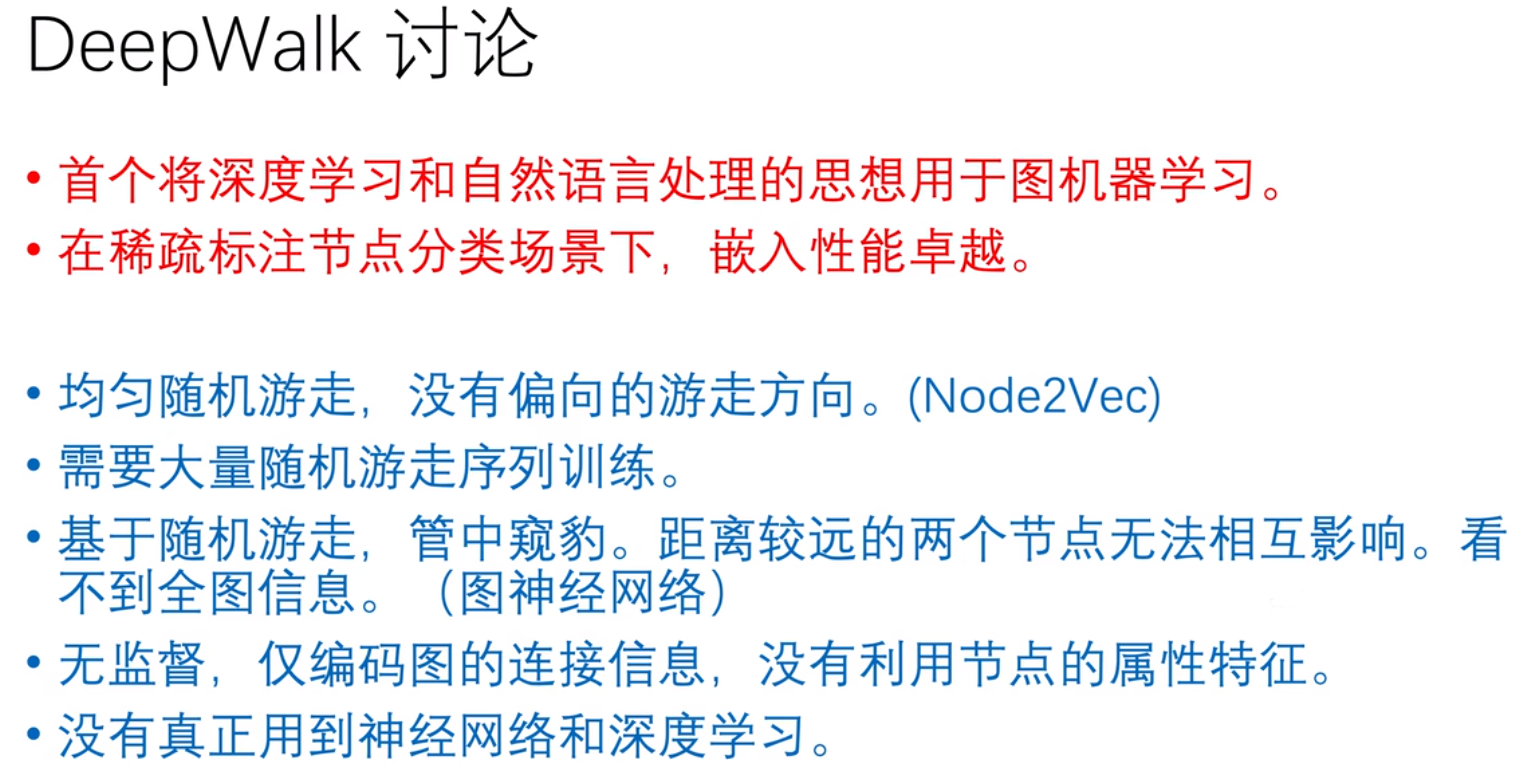 DeepWalk 讨论
• 首个将深度学习和自然语言处理的思想用于图机器学习。
• 在稀疏标注节点分类场景下，嵌入性能卓越。
• 均匀随机游走，没有偏向的游走方向。(Node2Vec)
• 需要大量随机游走序列训练。
• 基于随机游走，管中窥豹。距离较远的两个节点无法相互影响。看
不到全图信息。（图神经网络）
• 无监督，仅编码图的连接信息，没有利用节点的属性特征。
• 没有真正用到神经网络和深度学习。